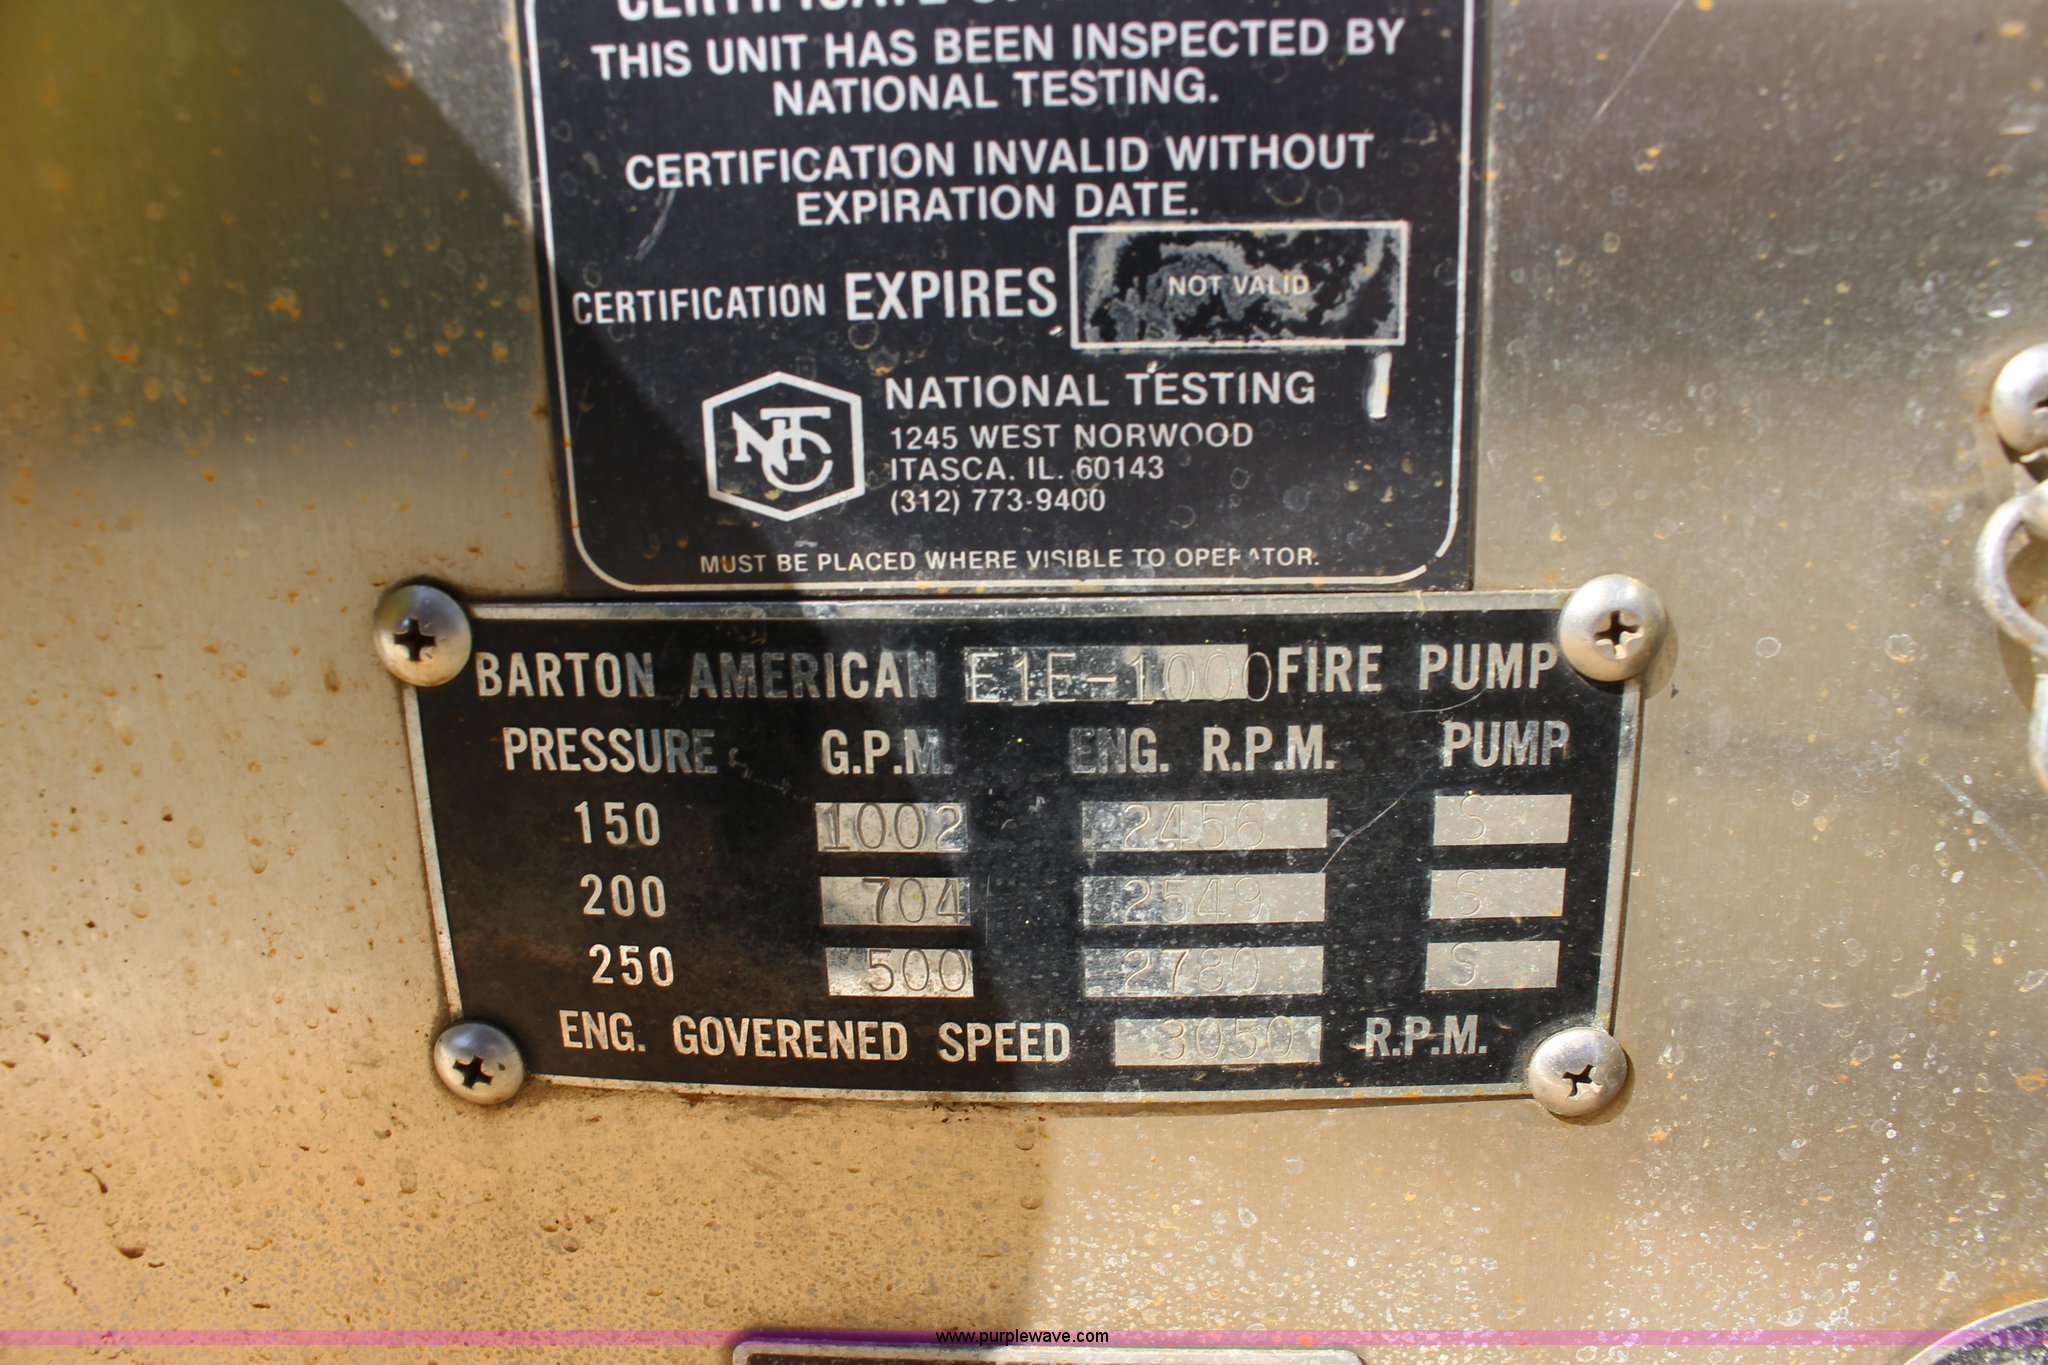 THIS UNIT HAS BEEN INSPECTED BY
NATIONAL TESTING.
CERTIFICATION INVALID WITHOUT
EXPIRATION DATE.
CERTIFICATION EXPIRES NOT VALID
NTC
NATIONAL TESTING
1245 WEST NORWOOD
ITASCA. IL. 60143
(312) 773-9400
MUST BE PLACED WHERE VISIBLE TO OPERATOR.
BARTON AMERICAN E1E-1000 FIRE PUMP
PRESSURE G.P.M. ENG. R.P.M. PUMP
150 1002 2456 S
200 704 2549 S
250 500 2780 S
ENG. GOVERENED SPEED 3050 R.P.M.
www.purplewave.com